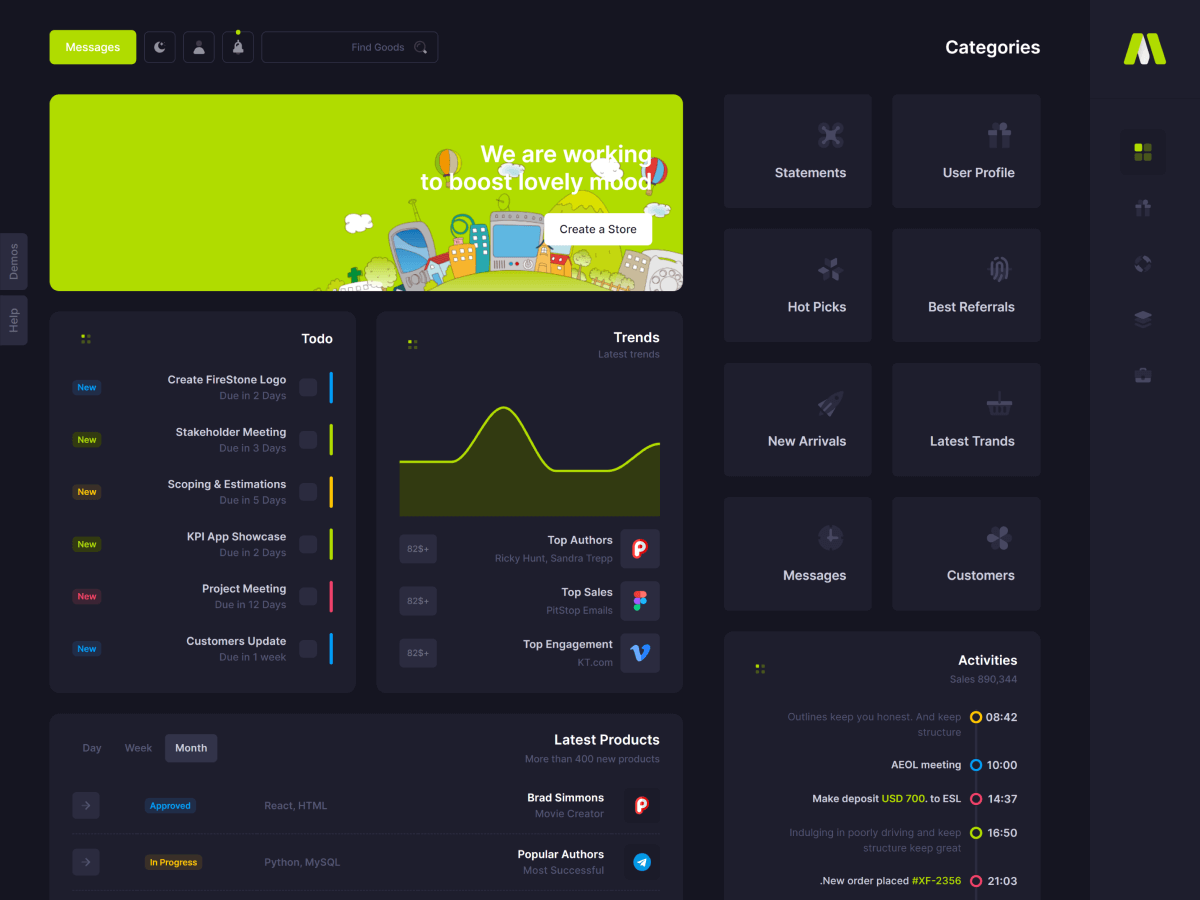 Messages
Find Goods
Categories
We are working
to boost lovely mood
Create a Store
Demos
Help
Statements
User Profile
Hot Picks
Best Referrals
New Arrivals
Latest Trands
Messages
Customers
Todo
Create FireStone Logo
Due in 2 Days
New
Stakeholder Meeting
Due in 3 Days
New
Scoping & Estimations
Due in 5 Days
New
KPI App Showcase
Due in 2 Days
New
Project Meeting
Due in 12 Days
New
Customers Update
Due in 1 week
New
Trends
Latest trends
Top Authors
Ricky Hunt, Sandra Trepp
82$+
Top Sales
PitStop Emails
82$+
Top Engagement
KT.com
82$+
Latest Products
More than 400 new products
Day
Week
Month
Brad Simmons
Movie Creator
React, HTML
Approved
Popular Authors
Most Successful
Python, MySQL
In Progress
Activities
Sales 890,344
08:42
Outlines keep you honest. And keep
structure
10:00
AEOL meeting
14:37
Make deposit USD 700. to ESL
16:50
Indulging in poorly driving and keep
structure keep great
21:03
.New order placed #XF-2356